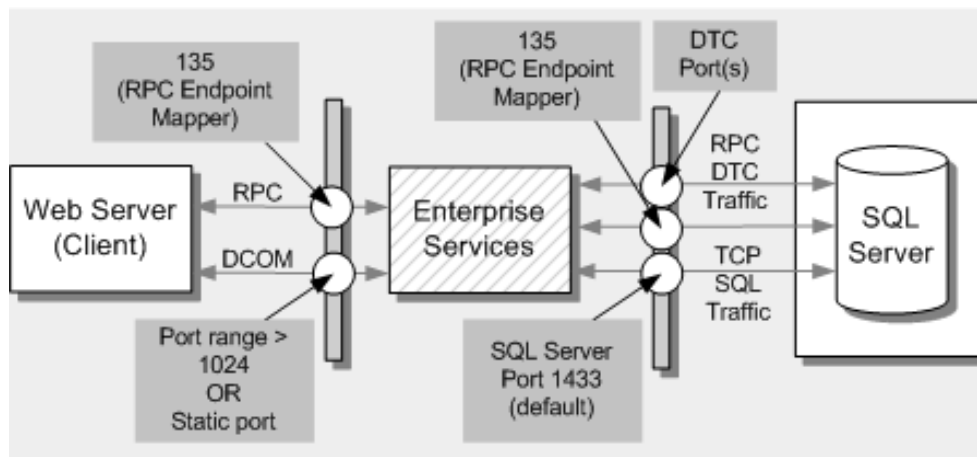 135
(RPC Endpoint
Mapper)
135
(RPC Endpoint
Mapper)
DTC
Port(s)
Web Server
(Client)
RPC
DCOM
Enterprise
Services
RPC
DTC
Traffic
TCP
SQL
Traffic
SQL
Server
Port range >
1024
OR
Static port
SQL Server
Port 1433
(default)